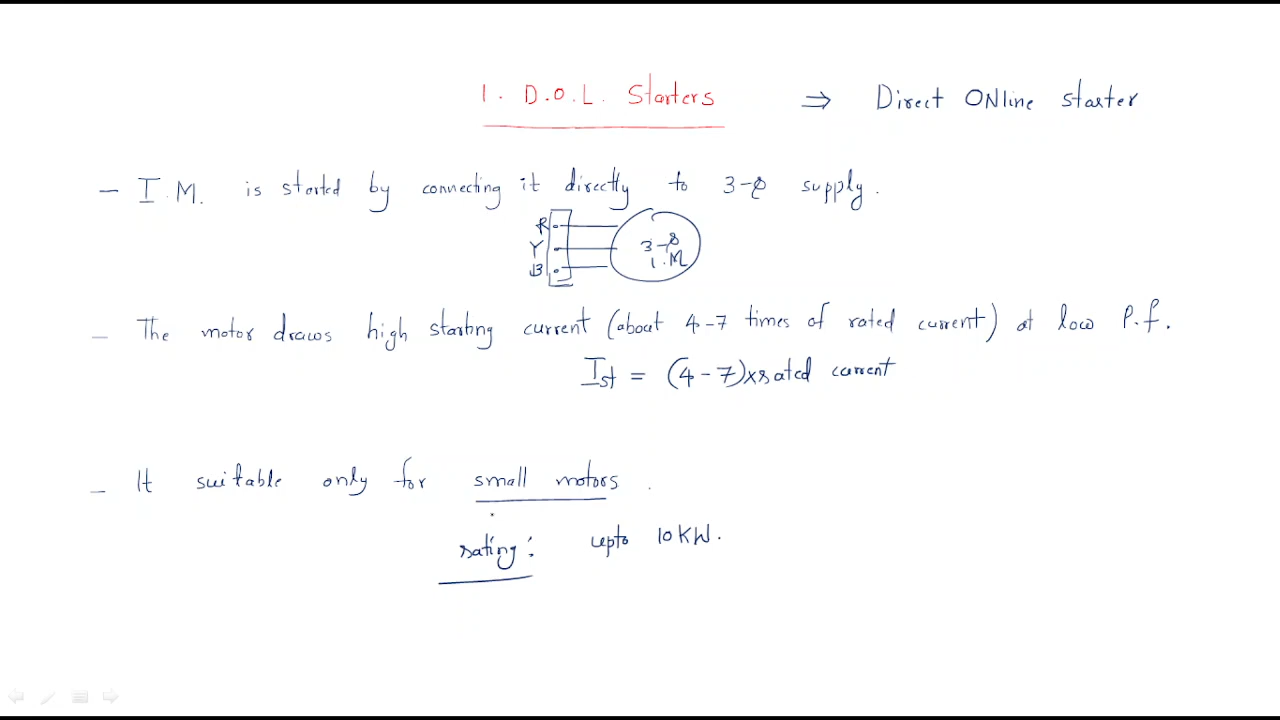 1. D.O.L. Starters ⇒ Direct ONline starter
- I.M. is started by connecting it directly to 3-φ supply.
R
Y
B
3-φ
I.M
- The motor draws high starting current (about 4-7 times of rated current) at low P.f.
Ist = (4-7)xrated current
- It suitable only for small motors.
rating: upto 10KW.